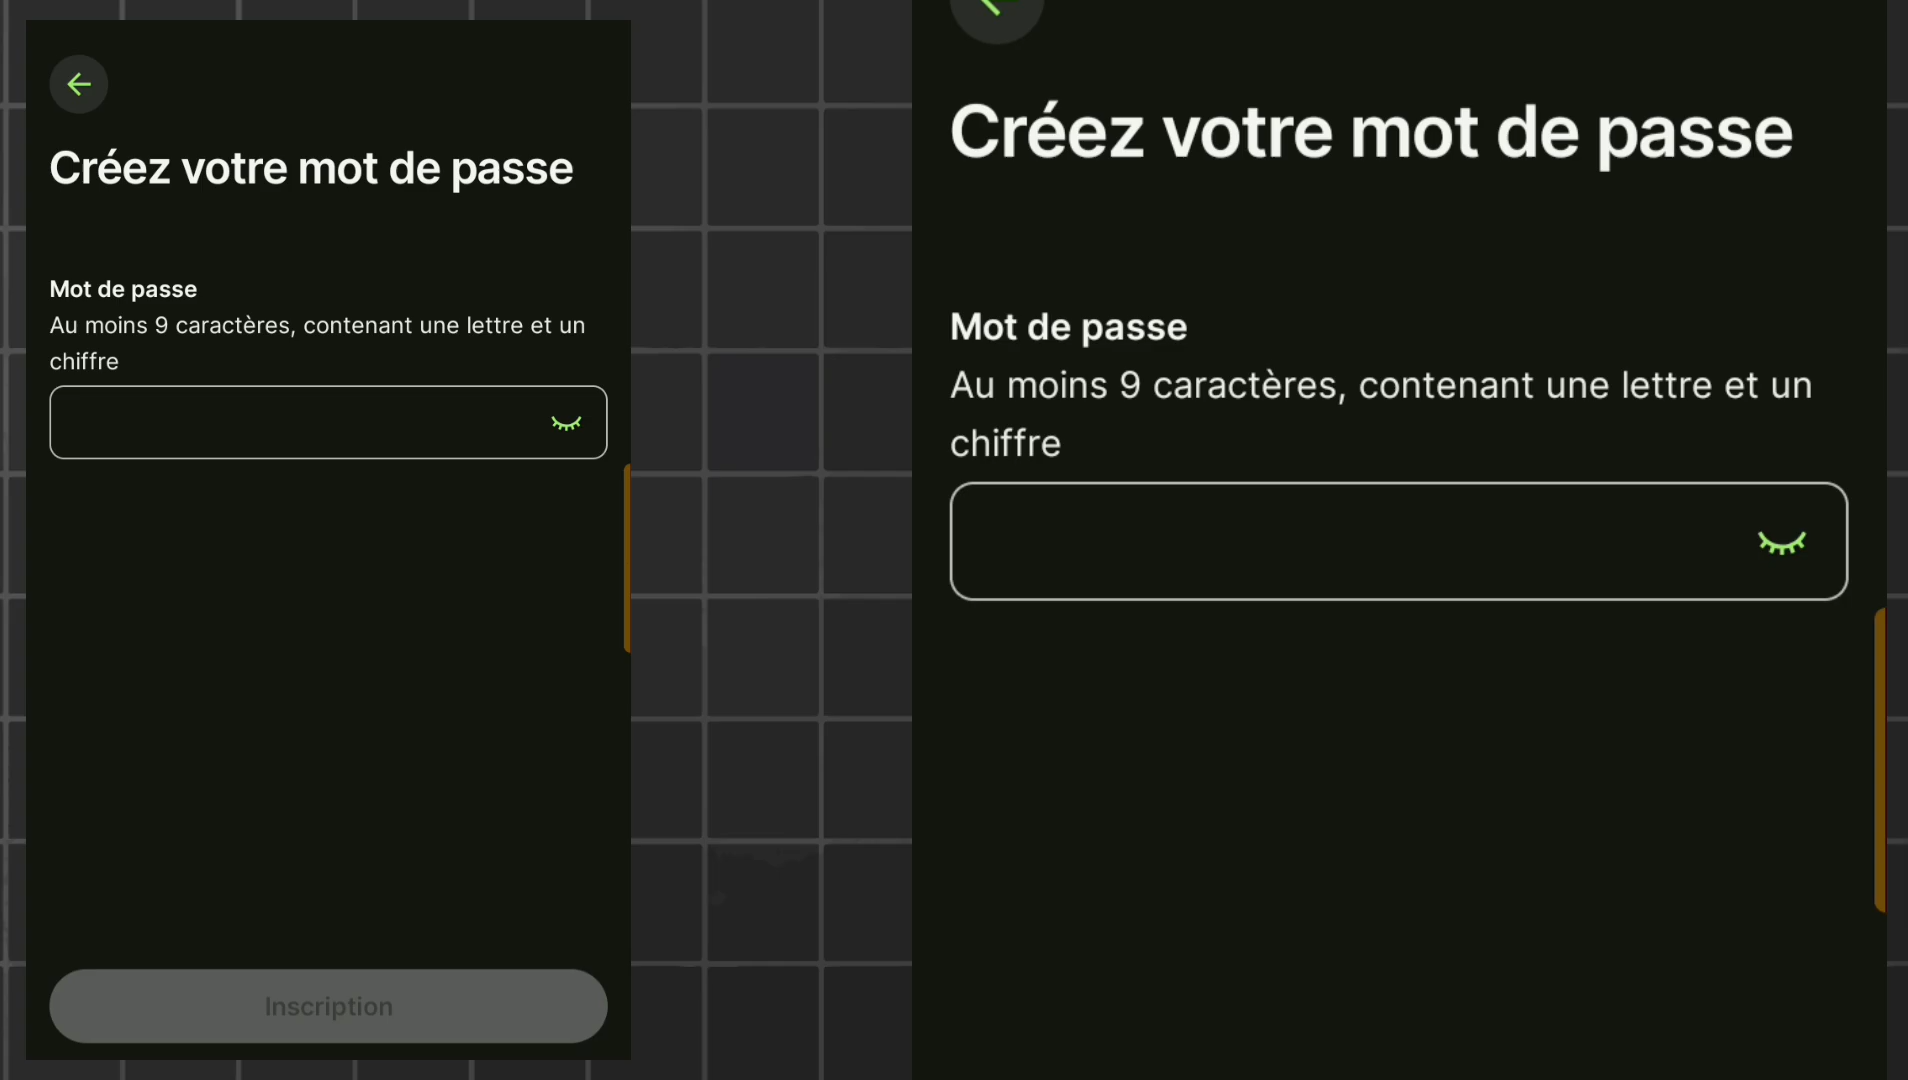 Créez votre mot de passe
Mot de passe
Au moins 9 caractères, contenant une lettre et un
chiffre
Inscription
Créez votre mot de passe
Mot de passe
Au moins 9 caractères, contenant une lettre et un
chiffre